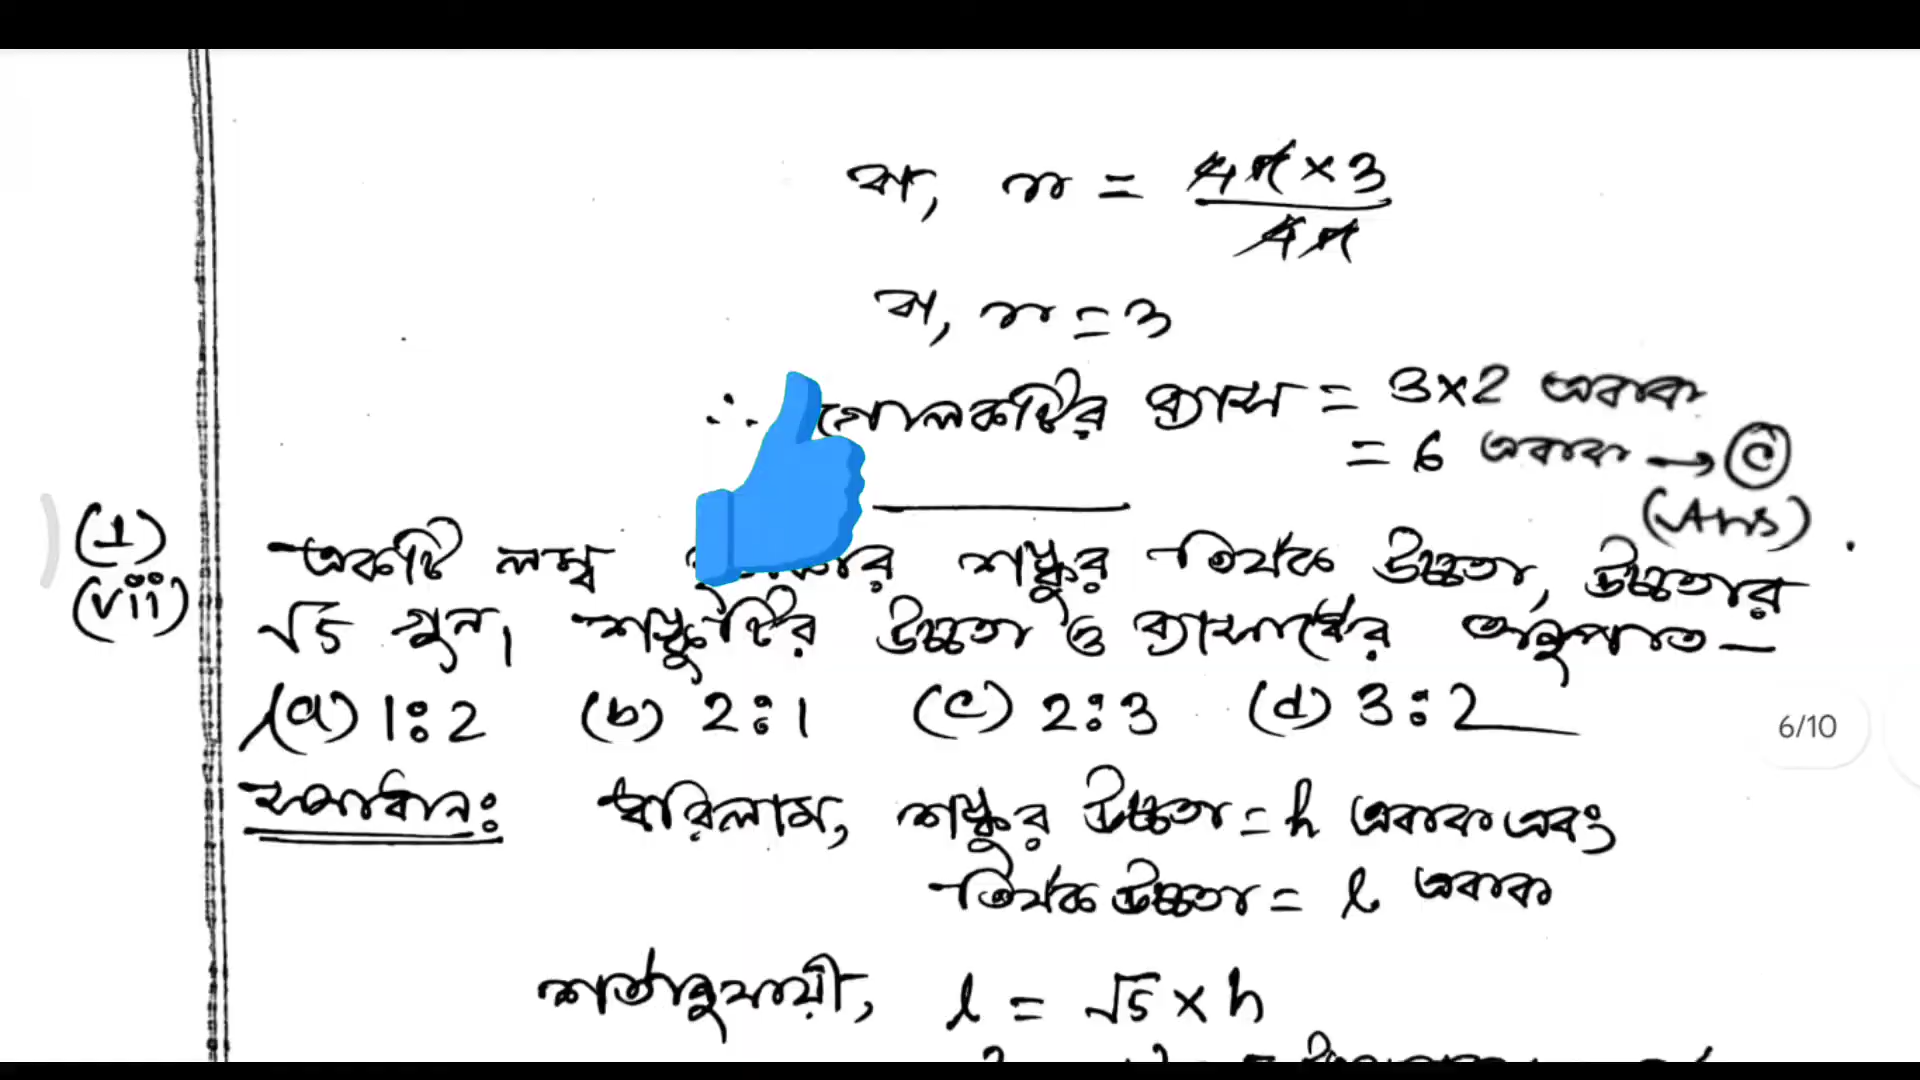 বা, r = 4π × 3 / 4π
বা, r = 3
∴ গোলকটির ব্যাস = 3×2 একক
= 6 একক → ⓒ
(Ans)
(1) একটি লম্ব শঙ্কুর তির্যক উচ্চতা, উচ্চতার
(vii) √5 গুন। শঙ্কুটির উচ্চতা ও ব্যাসার্ধের অনুপাত —
(a) 1:2 (b) 2:1 (c) 2:3 (d) 3:2
6/10
সমাধান: ধরিলাম, শঙ্কুর উচ্চতা = h একক এবং
তির্যক উচ্চতা = l একক
শর্তানুযায়ী, l = √5 × h